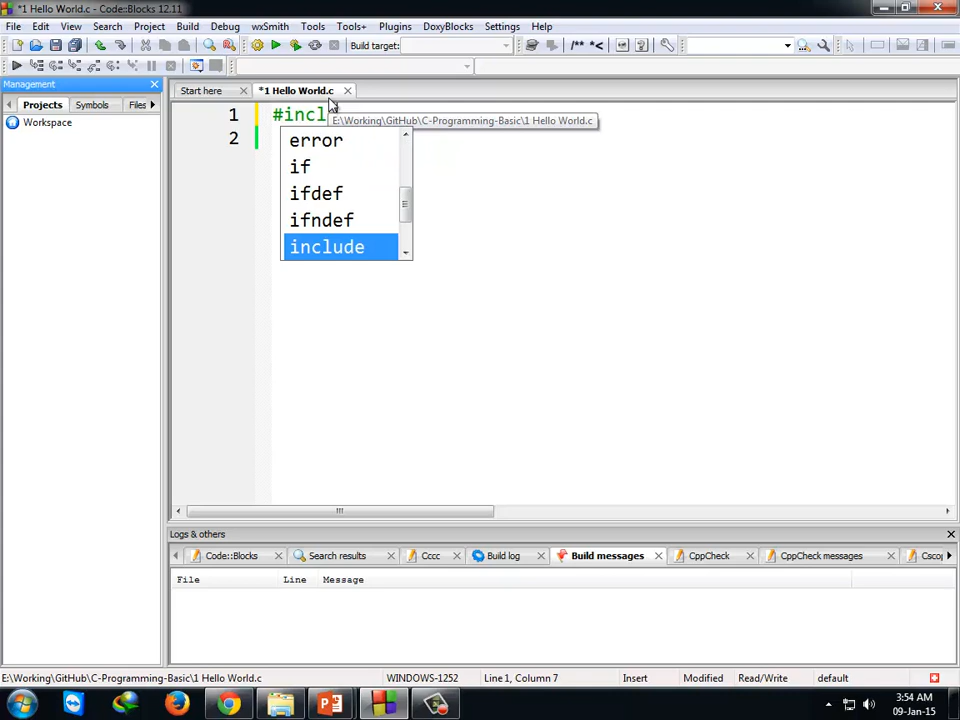 *1 Hello World.c - Code::Blocks 12.11
File Edit View Search Project Build Debug wxSmith Tools Tools+ Plugins DoxyBlocks Settings Help
Build target:
/** *<
Management
Projects Symbols Files
Workspace
Start here *1 Hello World.c
1 #incl
E:\Working\GitHub\C-Programming-Basic\1 Hello World.c
2
error
if
ifdef
ifndef
include
Logs & others
Code::Blocks Search results Cccc Build log Build messages CppCheck CppCheck messages Cscop
File Line Message
E:\Working\GitHub\C-Programming-Basic\1 Hello World.c WINDOWS-1252 Line 1, Column 7 Insert Modified Read/Write default
3:54 AM
09-Jan-15